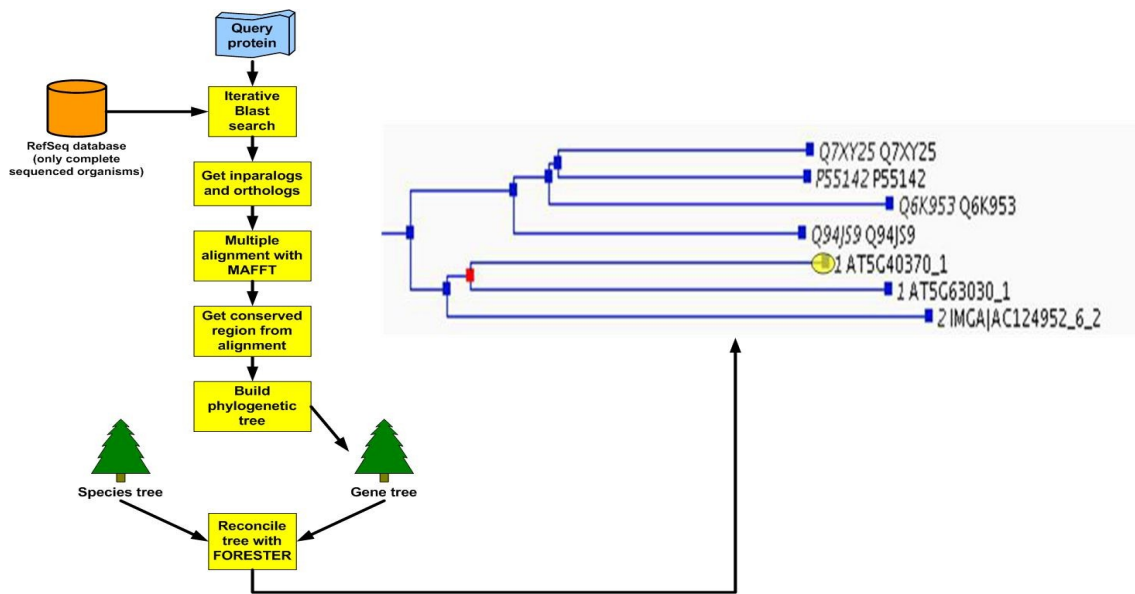 Query
protein
Iterative
Blast
search
RefSeq database
(only complete
sequenced organisms)
Get inparalogs
and orthologs
Multiple
alignment with
MAFFT
Get conserved
region from
alignment
Build
phylogenetic
tree
Species tree
Gene tree
Reconcile
tree with
FORESTER
Q7XY25 Q7XY25
P55142 P55142
Q6K953 Q6K953
Q94JS9 Q94JS9
1 AT5G40370_1
1 AT5G63030_1
2 IMGA|AC124952_6_2